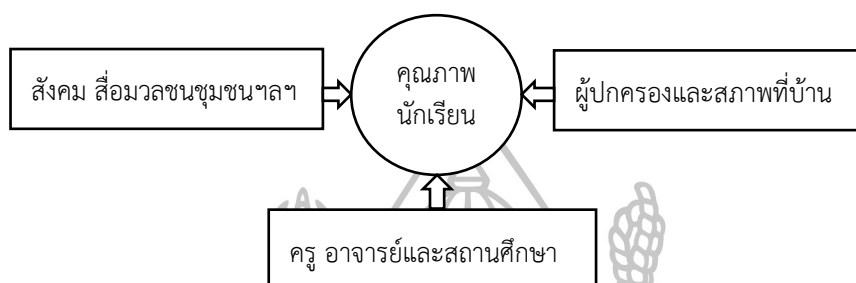 คุณภาพ
นักเรียน
สังคม สื่อมวลชนชุมชนฯลฯ
ผู้ปกครองและสภาพที่บ้าน
ครู อาจารย์และสถานศึกษา